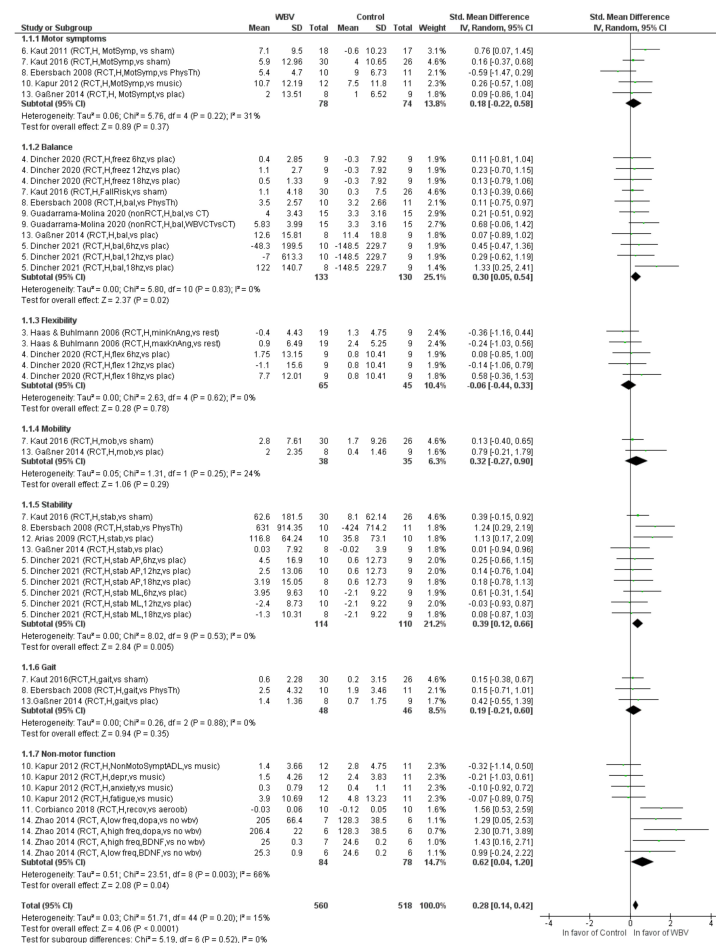 WBV Control Std. Mean Difference Std. Mean Difference
Study or Subgroup Mean SD Total Mean SD Total Weight IV, Random, 95% CI IV, Random, 95% CI
1.1.1 Motor symptoms
6. Kaut 2011 (RCT,H, MotSymp, vs sham) 7.1 9.5 18 -0.6 10.23 17 3.1% 0.76 [0.07, 1.45]
7. Kaut 2016 (RCT,H,MotSymp,vs sham) 5.9 12.96 30 4 10.65 26 4.6% 0.16 [-0.37, 0.68]
8. Ebersbach 2008 (RCT,H,MotSymp,vs PhysTh) 5.4 4.7 10 9 6.73 11 2.2% -0.59 [-1.47, 0.29]
10. Kapur 2012 (RCT,H,MotSymp,vs music) 10.7 12.19 12 7.5 11.8 11 2.4% 0.26 [-0.57, 1.08]
13. Gaßner 2014 (RCT,H, MotSympt,vs plac) 2 13.51 8 1 6.52 9 1.9% 0.09 [-0.86, 1.04]
Subtotal (95% CI) 78 74 13.8% 0.18 [-0.22, 0.58]
Heterogeneity: Tau² = 0.06; Chi² = 5.76, df = 4 (P = 0.22); I² = 31%
Test for overall effect: Z = 0.89 (P = 0.37)
1.1.2 Balance
4. Dincher 2020 (RCT,H,freez 6hz,vs plac) 0.4 2.85 9 -0.3 7.92 9 1.9% 0.11 [-0.81, 1.04]
4. Dincher 2020 (RCT,H,freez 12hz,vs plac) 1.1 2.7 9 -0.3 7.92 9 1.9% 0.23 [-0.70, 1.15]
4. Dincher 2020 (RCT,H,freez 18hz,vs plac) 0.5 1.33 9 -0.3 7.92 9 1.9% 0.13 [-0.79, 1.06]
7. Kaut 2016 (RCT,H,FallRisk,vs sham) 1.1 4.18 30 0.3 7.5 26 4.6% 0.13 [-0.39, 0.66]
8. Ebersbach 2008 (RCT,H,bal,vs PhysTh) 3.5 2.57 10 3.2 2.66 11 2.2% 0.11 [-0.75, 0.97]
9. Guadarrama-Molina 2020 (nonRCT,H,bal,vs CT) 4 3.43 15 3.3 3.16 15 2.9% 0.21 [-0.51, 0.92]
9. Guadarrama-Molina 2020 (nonRCT,H,bal,WBVCTvsCT) 5.83 3.99 15 3.3 3.16 15 2.8% 0.68 [-0.06, 1.42]
13. Gaßner 2014 (RCT,H,bal,vs plac) 12.6 15.81 8 11.4 18.8 9 1.9% 0.07 [-0.89, 1.02]
5. Dincher 2021 (RCT,H,bal,6hz,vs plac) -48.3 199.5 10 -148.5 229.7 9 2.0% 0.45 [-0.47, 1.36]
5. Dincher 2021 (RCT,H,bal,12hz,vs plac) -7 613.3 10 -148.5 229.7 9 2.0% 0.29 [-0.62, 1.19]
5. Dincher 2021 (RCT,H,bal,18hz,vs plac) 122 140.7 8 -148.5 229.7 9 1.5% 1.33 [0.25, 2.41]
Subtotal (95% CI) 133 130 25.1% 0.30 [0.05, 0.54]
Heterogeneity: Tau² = 0.00; Chi² = 5.80, df = 10 (P = 0.83); I² = 0%
Test for overall effect: Z = 2.37 (P = 0.02)
1.1.3 Flexibility
3. Haas & Buhlmann 2006 (RCT,H,minKnAng,vs rest) -0.4 4.43 19 1.3 4.75 9 2.4% -0.36 [-1.16, 0.44]
3. Haas & Buhlmann 2006 (RCT,H,maxKnAng,vs rest) 0.9 6.49 19 2.4 5.25 9 2.5% -0.24 [-1.03, 0.56]
4. Dincher 2020 (RCT,H,flex 6hz,vs plac) 1.75 13.15 9 0.8 10.41 9 1.9% 0.08 [-0.85, 1.00]
4. Dincher 2020 (RCT,H,flex 12hz,vs plac) -1.1 15.6 9 0.8 10.41 9 1.9% -0.14 [-1.06, 0.79]
4. Dincher 2020 (RCT,H,flex 18hz,vs plac) 7.7 12.01 9 0.8 10.41 9 1.8% 0.58 [-0.36, 1.53]
Subtotal (95% CI) 65 45 10.4% -0.06 [-0.44, 0.33]
Heterogeneity: Tau² = 0.00; Chi² = 2.63, df = 4 (P = 0.62); I² = 0%
Test for overall effect: Z = 0.28 (P = 0.78)
1.1.4 Mobility
7. Kaut 2016 (RCT,H,mob,vs sham) 2.8 7.61 30 1.7 9.26 26 4.6% 0.13 [-0.40, 0.65]
13. Gaßner 2014 (RCT,H,mob,vs plac) 2 2.35 8 0.4 1.46 9 1.7% 0.79 [-0.21, 1.79]
Subtotal (95% CI) 38 35 6.3% 0.32 [-0.27, 0.90]
Heterogeneity: Tau² = 0.05; Chi² = 1.31, df = 1 (P = 0.25); I² = 24%
Test for overall effect: Z = 1.06 (P = 0.29)
1.1.5 Stability
7. Kaut 2016 (RCT,H,stab,vs sham) 62.6 181.5 30 8.1 62.14 26 4.5% 0.39 [-0.15, 0.92]
8. Ebersbach 2008 (RCT,H,stab,vs PhysTh) 631 914.35 10 -424 714.2 11 1.8% 1.24 [0.29, 2.19]
12. Arias 2009 (RCT,H,stab,vs plac) 116.8 64.24 10 35.8 73.1 10 1.8% 1.13 [0.17, 2.09]
13. Gaßner 2014 (RCT,H,stab,vs plac) 0.03 7.92 8 -0.02 3.9 9 1.9% 0.01 [-0.94, 0.96]
5. Dincher 2021 (RCT,H,stab AP,6hz,vs plac) 4.5 16.9 10 0.6 12.73 9 2.0% 0.25 [-0.66, 1.15]
5. Dincher 2021 (RCT,H,stab AP,12hz,vs plac) 2.5 13.06 10 0.6 12.73 9 2.0% 0.14 [-0.76, 1.04]
5. Dincher 2021 (RCT,H,stab AP,18hz,vs plac) 3.19 15.05 8 0.6 12.73 9 1.8% 0.18 [-0.78, 1.13]
5. Dincher 2021 (RCT,H,stab ML,6hz,vs plac) 3.95 9.63 10 -2.1 9.22 9 1.9% 0.61 [-0.31, 1.54]
5. Dincher 2021 (RCT,H,stab ML,12hz,vs plac) -2.4 8.73 10 -2.1 9.22 9 2.0% -0.03 [-0.93, 0.87]
5. Dincher 2021 (RCT,H,stab ML,18hz,vs plac) -1.3 10.31 8 -2.1 9.22 9 1.8% 0.08 [-0.87, 1.03]
Subtotal (95% CI) 114 110 21.2% 0.39 [0.12, 0.66]
Heterogeneity: Tau² = 0.00; Chi² = 8.02, df = 9 (P = 0.53); I² = 0%
Test for overall effect: Z = 2.84 (P = 0.005)
1.1.6 Gait
7. Kaut 2016(RCT,H,gait,vs sham) 0.6 2.28 30 0.2 3.15 26 4.6% 0.15 [-0.38, 0.67]
8. Ebersbach 2008 (RCT,H,gait,vs PhysTh) 2.5 4.32 10 1.9 3.46 11 2.2% 0.15 [-0.71, 1.01]
13.Gaßner 2014 (RCT,H,gait,vs plac) 1.4 1.36 8 0.7 1.75 9 1.8% 0.42 [-0.55, 1.39]
Subtotal (95% CI) 48 46 8.5% 0.19 [-0.21, 0.60]
Heterogeneity: Tau² = 0.00; Chi² = 0.26, df = 2 (P = 0.88); I² = 0%
Test for overall effect: Z = 0.94 (P = 0.35)
1.1.7 Non-motor function
10. Kapur 2012 (RCT,H,NonMotoSymptADL,vs music) 1.4 3.66 12 2.8 4.75 11 2.3% -0.32 [-1.14, 0.50]
10. Kapur 2012 (RCT,H,depr,vs music) 1.5 4.26 12 2.4 3.83 11 2.4% -0.21 [-1.03, 0.61]
10. Kapur 2012 (RCT,H,anxiety,vs music) 0.3 0.79 12 0.4 1.1 11 2.4% -0.10 [-0.92, 0.72]
10. Kapur 2012 (RCT,H,fatigue,vs music) 3.9 10.69 12 4.8 13.23 11 2.4% -0.07 [-0.89, 0.75]
11. Corbianco 2018 (RCT,H,recov,vs aeroob) -0.03 0.06 10 -0.12 0.05 10 1.6% 1.56 [0.53, 2.59]
14. Zhao 2014 (RCT, A,low freq,dopa,vs no wbv) 205 66.4 7 128.3 38.5 6 1.2% 1.29 [0.05, 2.53]
14. Zhao 2014 (RCT, A,high freq,dopa,vs no wbv) 206.4 22 6 128.3 38.5 6 0.8% 2.30 [0.71, 3.89]
14. Zhao 2014 (RCT, A,high freq,BDNF,vs no wbv) 25 0.3 7 24.6 0.2 6 1.1% 1.43 [0.16, 2.71]
14. Zhao 2014 (RCT, A,low freq,BDNF,vs no wbv) 25.3 0.9 6 24.6 0.2 6 1.2% 0.99 [-0.24, 2.22]
Subtotal (95% CI) 84 78 14.7% 0.62 [0.04, 1.20]
Heterogeneity: Tau² = 0.51; Chi² = 23.51, df = 8 (P = 0.003); I² = 66%
Test for overall effect: Z = 2.08 (P = 0.04)
Total (95% CI) 560 518 100.0% 0.28 [0.14, 0.42]
Heterogeneity: Tau² = 0.03; Chi² = 51.71, df = 44 (P = 0.20); I² = 15%
Test for overall effect: Z = 4.06 (P < 0.0001)
Test for subgroup differences: Chi² = 5.19, df = 6 (P = 0.52), I² = 0%
-4 -2 0 2 4
In favor of Control In favor of WBV